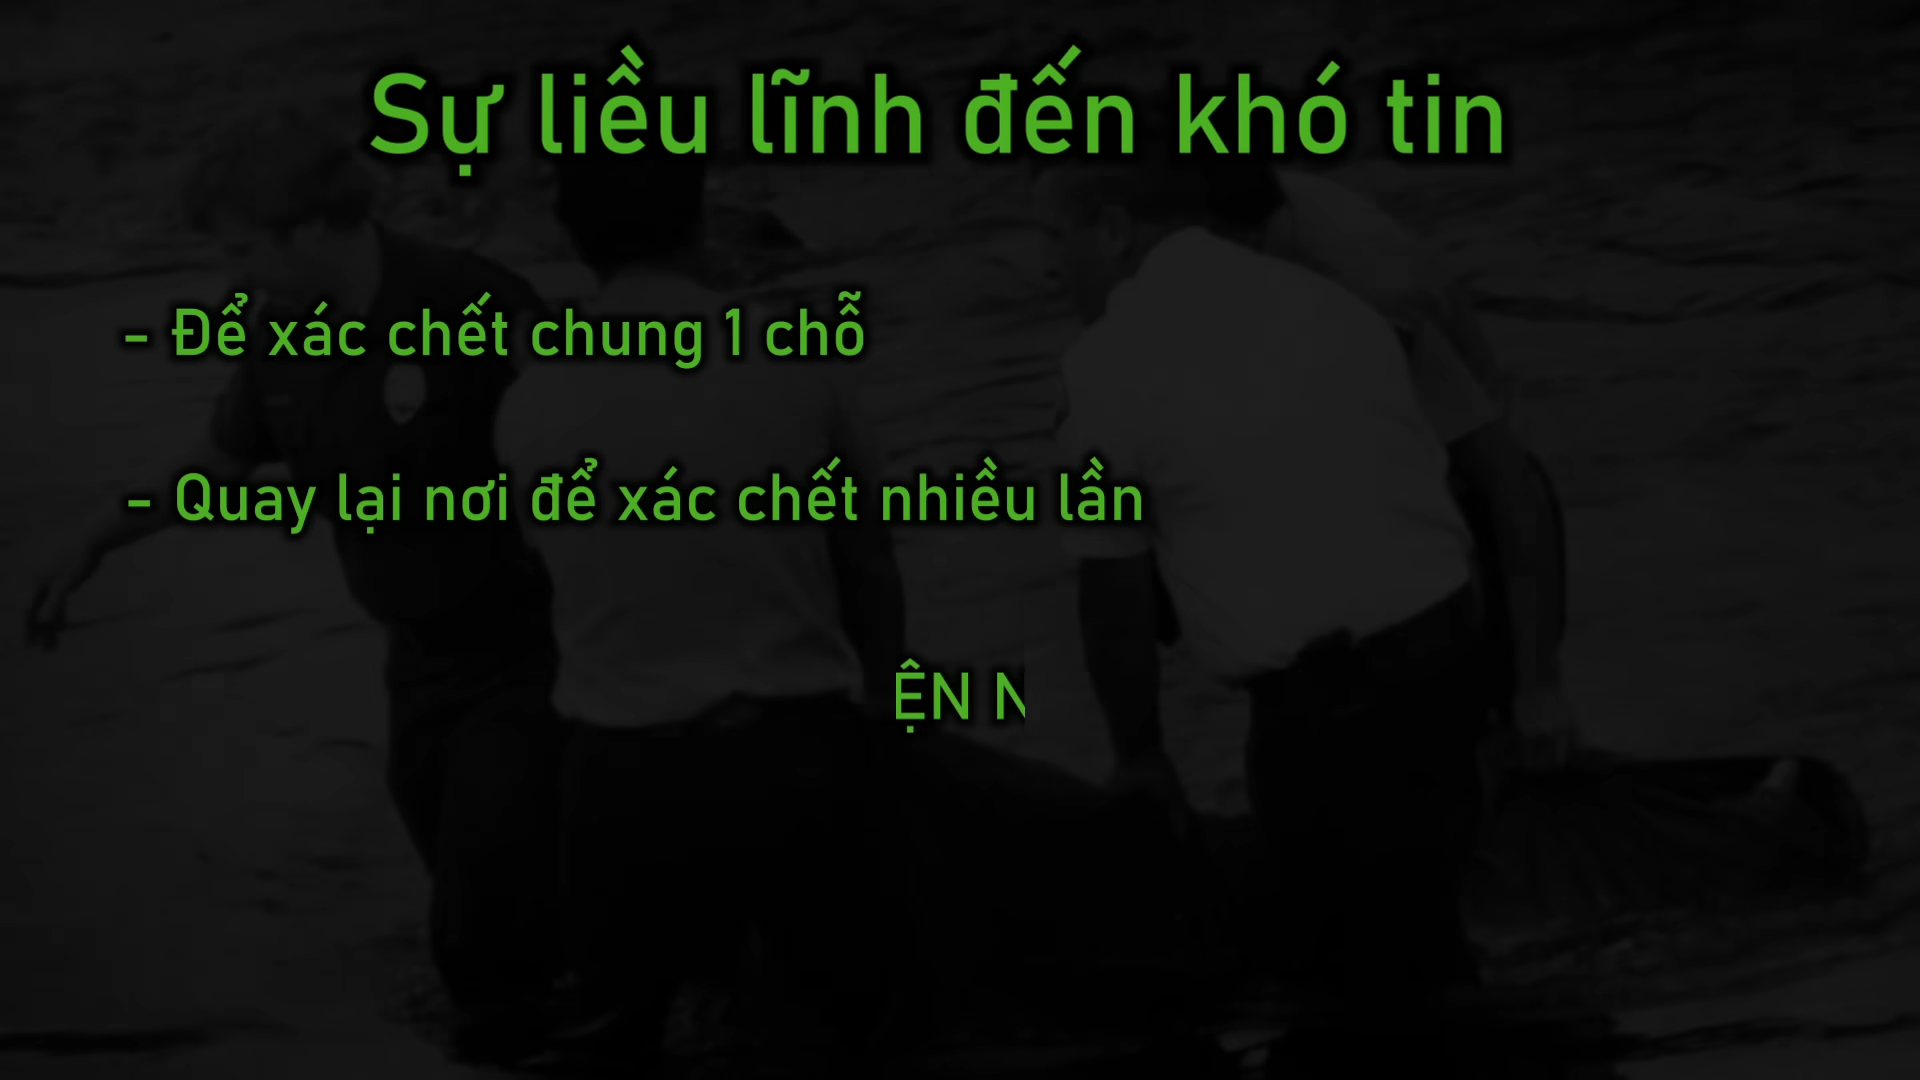 Sự liều lĩnh đến khó tin
- Để xác chết chung 1 chỗ
- Quay lại nơi để xác chết nhiều lần
ỆN N